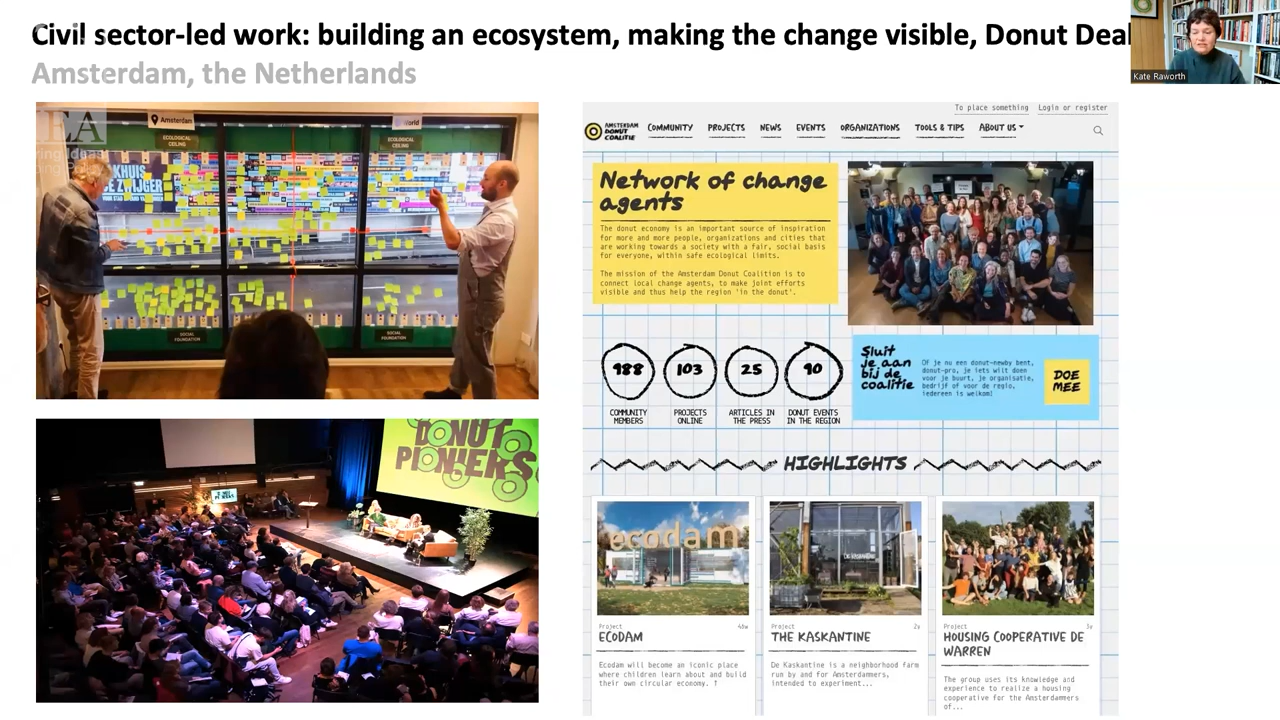 Civil sector-led work: building an ecosystem, making the change visible, Donut Deal
Amsterdam, the Netherlands
Kate Raworth
EA
Amsterdam
World
ECOLOGICAL
CEILING
ECOLOGICAL
CEILING
SOCIAL
FOUNDATION
SOCIAL
FOUNDATION
DONUT
PIONIERS
To place something
Login or register
AMSTERDAM
DONUT
COALITIE
COMMUNITY
PROJECTS
NEWS
EVENTS
ORGANIZATIONS
TOOLS & TIPS
ABOUT US
Network of change
agents
The donut economy is an important source of inspiration
for more and more people, organizations and cities that
are working towards a society with a fair, social basis
for everyone, within safe ecological limits.
The mission of the Amsterdam Donut Coalition is to
connect local change agents, to make joint efforts
visible and thus help the region 'in the donut'.
988
COMMUNITY
MEMBERS
103
PROJECTS
ONLINE
25
ARTICLES IN
THE PRESS
90
DONUT EVENTS
IN THE REGION
Sluit
je aan
bij de
coalitie
Of je nu een donut-newby bent,
donut-pro, je iets wilt doen
voor je buurt, je organisatie,
bedrijf of voor de regio,
iedereen is welkom!
DOE
MEE
HIGHLIGHTS
ecodam
Project
ECODAM
Ecodam will become an iconic place
where children learn about and build
their own circular economy. †
DE KASKANTINE
Project
2y
THE KASKANTINE
De Kaskantine is a neighborhood farm
run by and for Amsterdammers,
intended to experiment...
Project
HOUSING COOPERATIVE DE
WARREN
The group uses its knowledge and
experience to realize a housing
cooperative for the Amsterdammers
of...